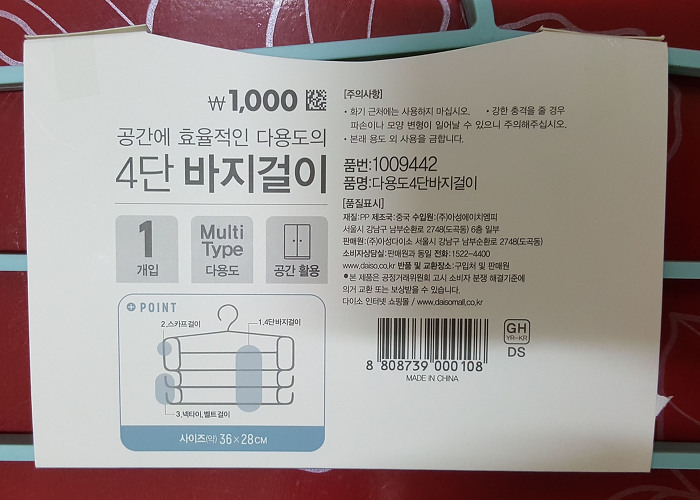 ₩1,000
공간에 효율적인 다용도의
4단 바지걸이
1
개입
Multi
Type
다용도
공간 활용
POINT
2.스카프걸이
1.4단바지걸이
3.넥타이,벨트걸이
사이즈(약) 36×28CM
[주의사항]
• 화기 근처에는 사용하지 마십시오. • 강한 충격을 줄 경우
파손이나 모양 변형이 일어날 수 있으니 주의해주십시오.
• 본래 용도 외 사용을 금합니다.
품번:1009442
품명:다용도4단바지걸이
[품질표시]
재질:PP 제조국:중국 수입원:(주)아성에이치엠피
서울시 강남구 남부순환로 2748(도곡동) 6층 일부
판매원:(주)아성다이소 서울시 강남구 남부순환로 2748(도곡동)
소비자상담실:판매원과 동일 전화:1522-4400
www.daiso.co.kr 반품 및 교환장소:구입처 및 판매원
●본 제품은 공정거래위원회 고시 소비자 분쟁 해결기준에
의거 교환 또는 보상받을 수 있습니다.
다이소 인터넷 쇼핑몰 / www.daisomall.co.kr
8 808739 000108
MADE IN CHINA
GH
YR-KR
DS